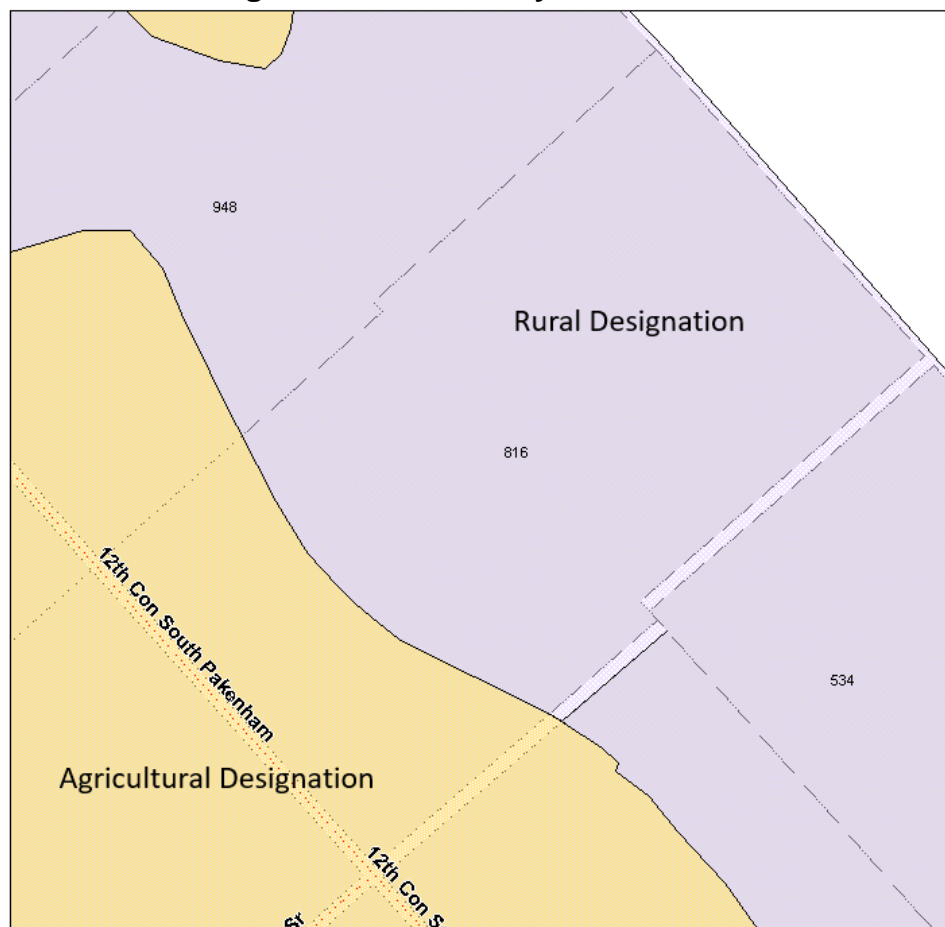 948
Rural Designation
816
12th Con South Pakenham
534
Agricultural Designation
12th Con S